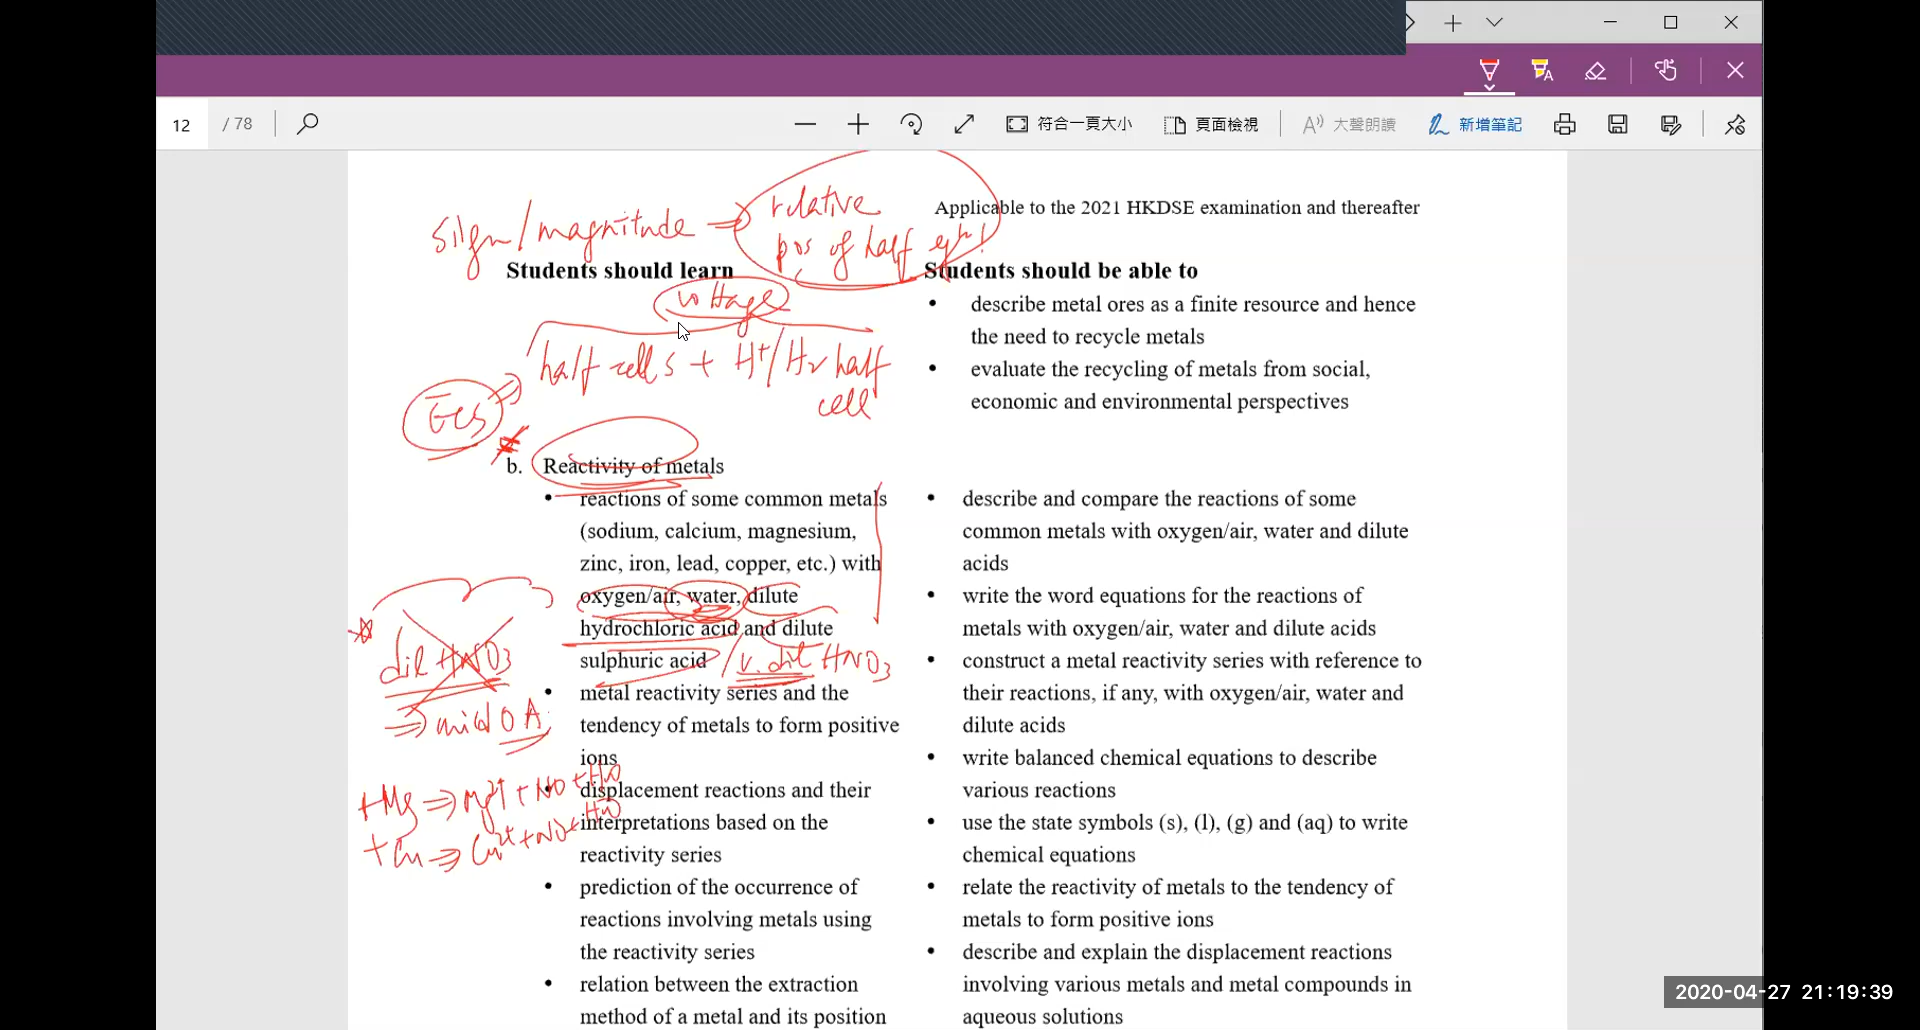 12 / 78
符合一頁大小
頁面檢視
大聲朗讀
新增筆記
Applicable to the 2021 HKDSE examination and thereafter
sign/magnitude ⇒ relative
pos of half eqn!
Students should learn
Students should be able to
voltage
half cells + H+/H2 half
cell
ECS ⇒
• describe metal ores as a finite resource and hence
the need to recycle metals
• evaluate the recycling of metals from social,
economic and environmental perspectives
b. Reactivity of metals
• reactions of some common metals
(sodium, calcium, magnesium,
zinc, iron, lead, copper, etc.) with
oxygen/air, water, dilute
hydrochloric acid and dilute
sulphuric acid / v. dil HNO3
• metal reactivity series and the
tendency of metals to form positive
ions
• displacement reactions and their
interpretations based on the
reactivity series
• prediction of the occurrence of
reactions involving metals using
the reactivity series
• relation between the extraction
method of a metal and its position
dil HNO3
⇒ mild OA
+Mg ⇒ Mg2+ + NO + H2O
+Cu ⇒ Cu2+ + NO + H2O
• describe and compare the reactions of some
common metals with oxygen/air, water and dilute
acids
• write the word equations for the reactions of
metals with oxygen/air, water and dilute acids
• construct a metal reactivity series with reference to
their reactions, if any, with oxygen/air, water and
dilute acids
• write balanced chemical equations to describe
various reactions
• use the state symbols (s), (l), (g) and (aq) to write
chemical equations
• relate the reactivity of metals to the tendency of
metals to form positive ions
• describe and explain the displacement reactions
involving various metals and metal compounds in
aqueous solutions
2020-04-27 21:19:39